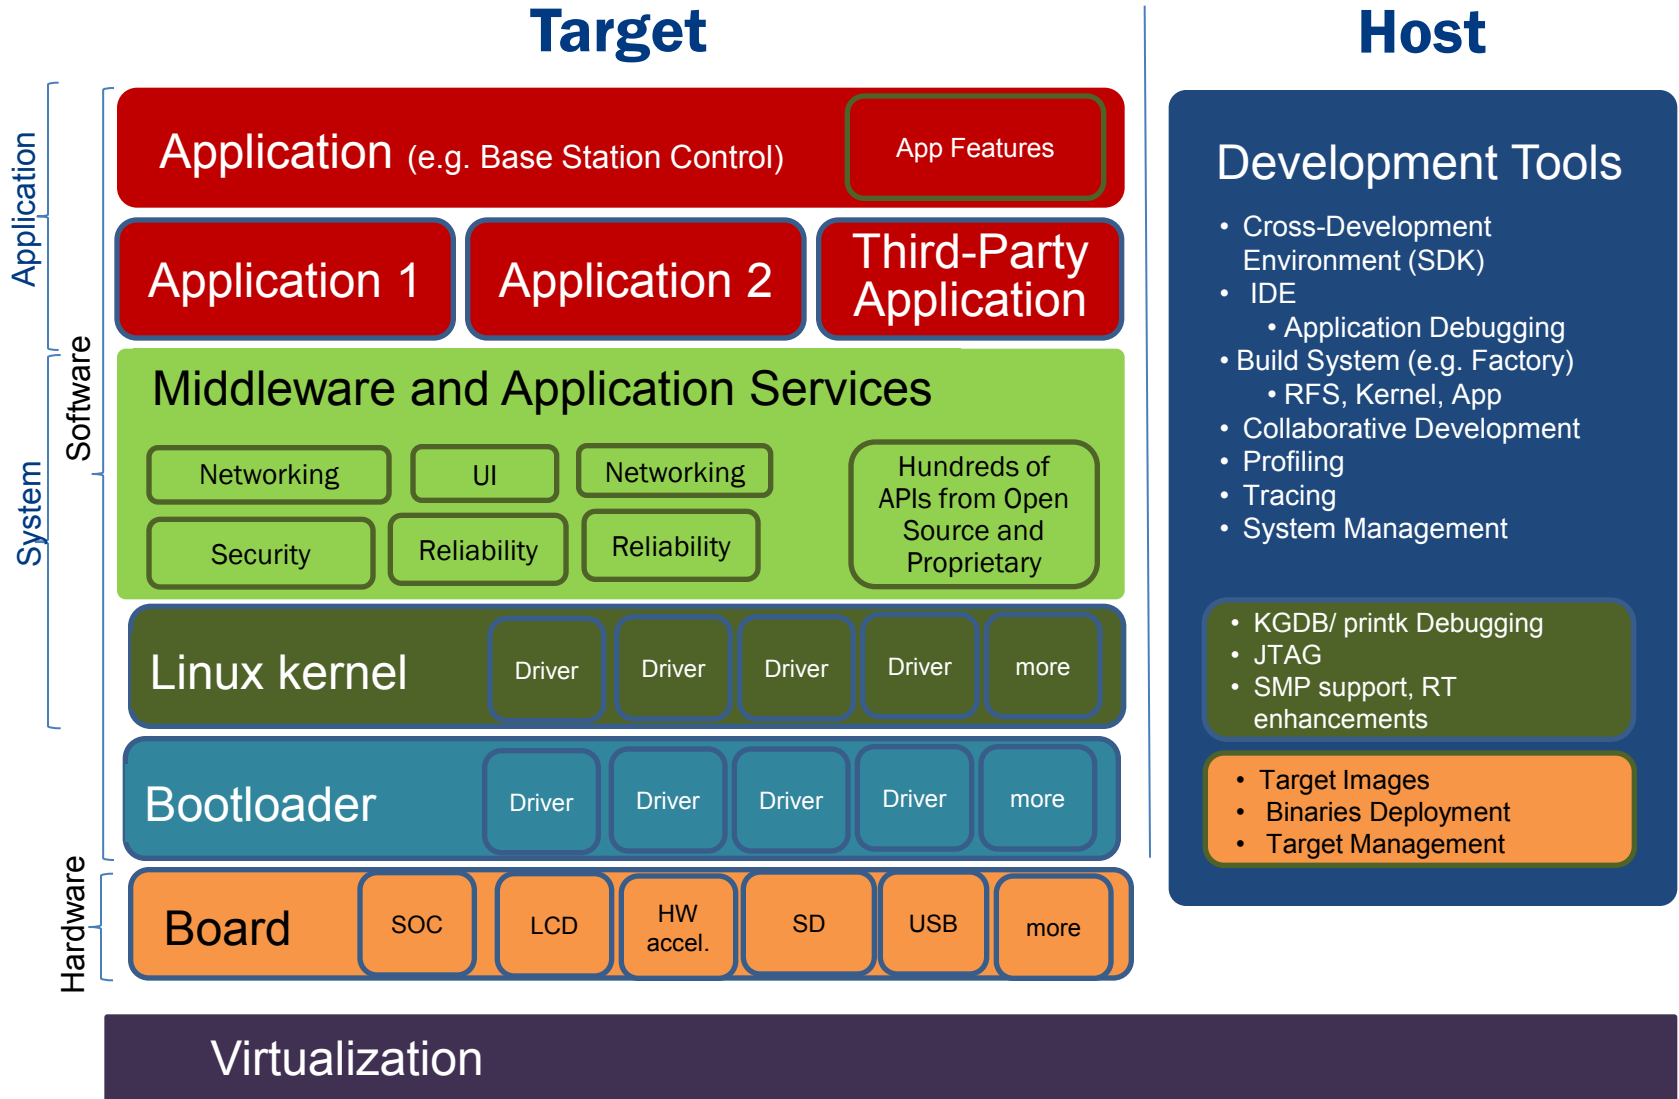 Target
Host
Application
System
Software
Hardware
Application (e.g. Base Station Control)
App Features
Application 1
Application 2
Third-Party
Application
Middleware and Application Services
Networking
UI
Networking
Hundreds of
APIs from Open
Source and
Proprietary
Security
Reliability
Reliability
Linux kernel
Driver
Driver
Driver
Driver
more
Bootloader
Driver
Driver
Driver
Driver
more
Board
SOC
LCD
HW
accel.
SD
USB
more
Development Tools
• Cross-Development
Environment (SDK)
• IDE
• Application Debugging
• Build System (e.g. Factory)
• RFS, Kernel, App
• Collaborative Development
• Profiling
• Tracing
• System Management
• KGDB/ printk Debugging
• JTAG
• SMP support, RT
enhancements
• Target Images
• Binaries Deployment
• Target Management
Virtualization